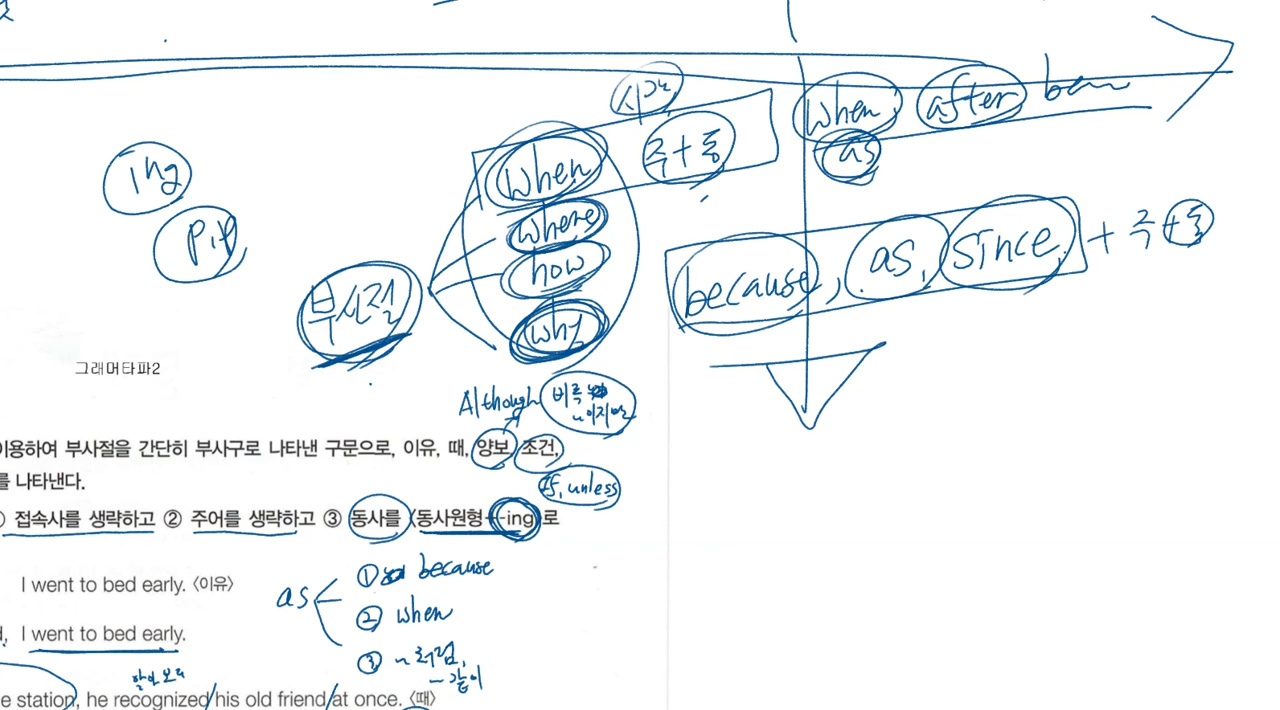 시간
when after
ing
when 주+동
as
p.p
where
부사절
how
because, as, since, + 주+동
why
그래머타파2
Although 비록 ~이지만
이용하여 부사절을 간단히 부사구로 나타낸 구문으로, 이유, 때, 양보, 조건,
를 나타낸다.
If, unless
① 접속사를 생략하고 ② 주어를 생략하고 ③ 동사를 〈동사원형+-ing〉로
I went to bed early. 〈이유〉
as
① because
② when
③ ~처럼,
~같이
d, I went to bed early.
알아보다
e station, he recognized/his old friend/at once. 〈때〉